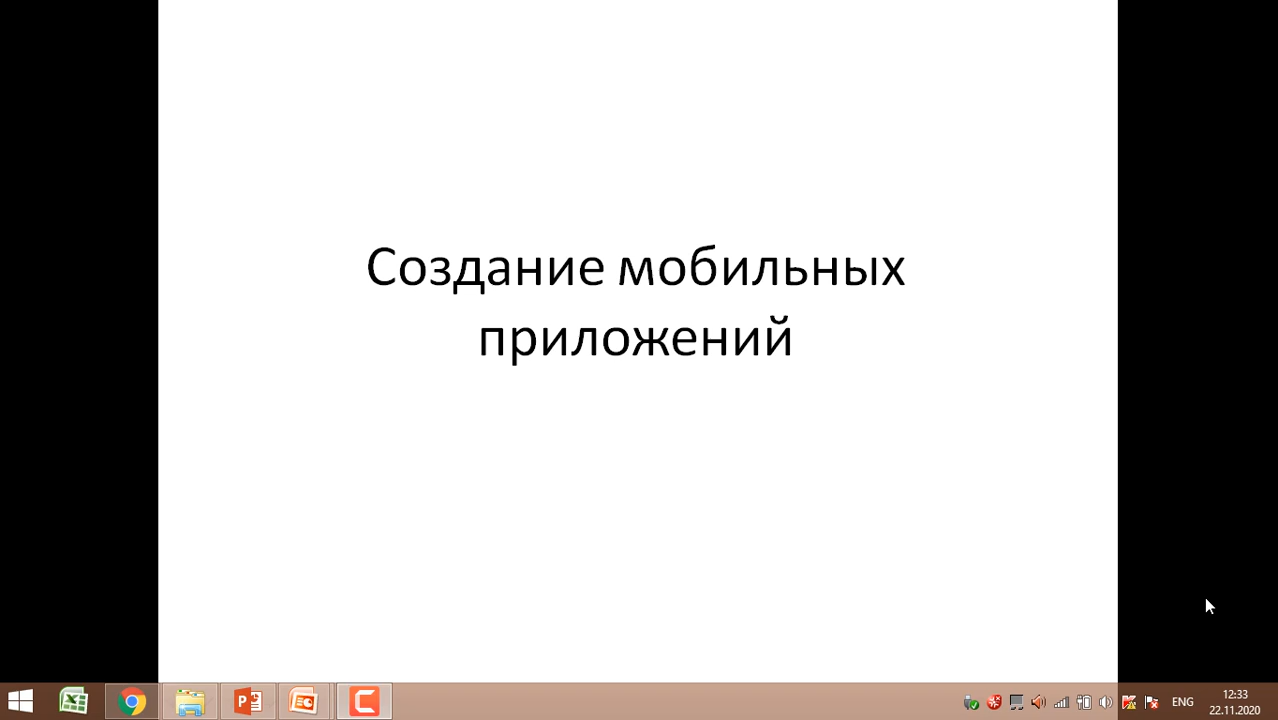 Создание мобильных
приложений
ENG
12:33
22.11.2020